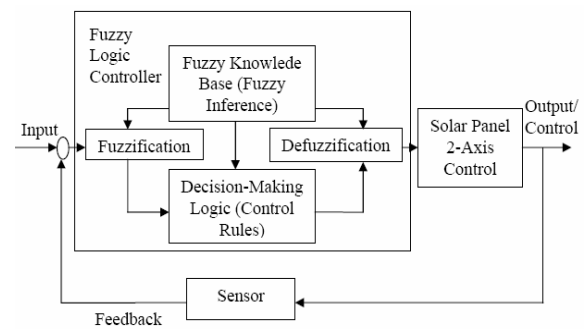 Fuzzy
Logic
Controller
Fuzzy Knowlede
Base (Fuzzy
Inference)
Input
Fuzzification
Defuzzification
Decision-Making
Logic (Control
Rules)
Solar Panel
2-Axis
Control
Output/
Control
Sensor
Feedback